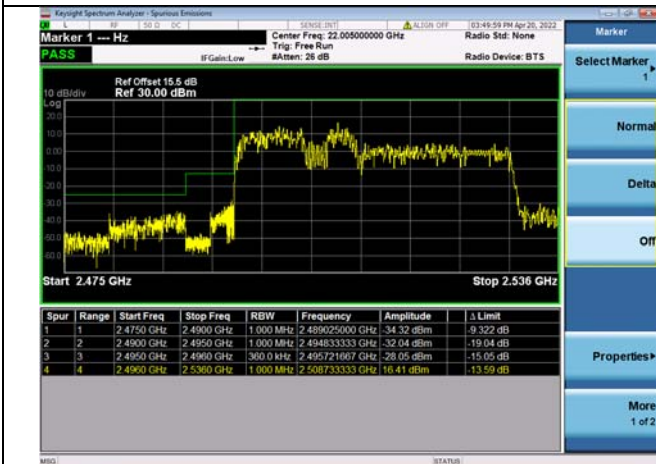 Keysight Spectrum Analyzer - Spurious Emissions
L RF 50 Ω DC SENSE:INT ALIGN OFF 03:49:59 PM Apr 20, 2022
Marker 1 --- Hz Center Freq: 22.005000000 GHz Radio Std: None
Trig: Free Run
PASS IFGain:Low #Atten: 26 dB Radio Device: BTS
Ref Offset 15.5 dB
10 dB/div Ref 30.00 dBm
Log
20.0
10.0
0.00
-10.0
-20.0
-30.0
-40.0
-50.0
-60.0
Start 2.475 GHz Stop 2.536 GHz
Spur Range Start Freq Stop Freq RBW Frequency Amplitude Δ Limit
1 1 2.4750 GHz 2.4900 GHz 1.000 MHz 2.489025000 GHz -34.32 dBm -9.322 dB
2 2 2.4900 GHz 2.4950 GHz 1.000 MHz 2.494833333 GHz -32.04 dBm -19.04 dB
3 3 2.4950 GHz 2.4960 GHz 360.0 kHz 2.495721667 GHz -28.05 dBm -15.05 dB
4 4 2.4960 GHz 2.5360 GHz 1.000 MHz 2.508733333 GHz 16.41 dBm -13.59 dB
MSG STATUS
Marker
Select Marker
1
Normal
Delta
Off
Properties
More
1 of 2